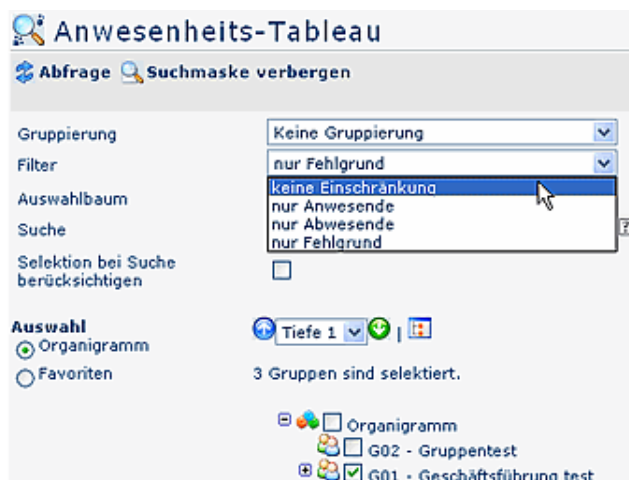 Anwesenheits-Tableau
Abfrage Suchmaske verbergen
Gruppierung Keine Gruppierung
Filter nur Fehlgrund
keine Einschränkung
Auswahlbaum nur Anwesende
Suche nur Abwesende
?
nur Fehlgrund
Selektion bei Suche
berücksichtigen
Auswahl
Tiefe 1 |
Organigramm
Favoriten 3 Gruppen sind selektiert.
Organigramm
G02 - Gruppentest
G01 - Geschäftsführung test